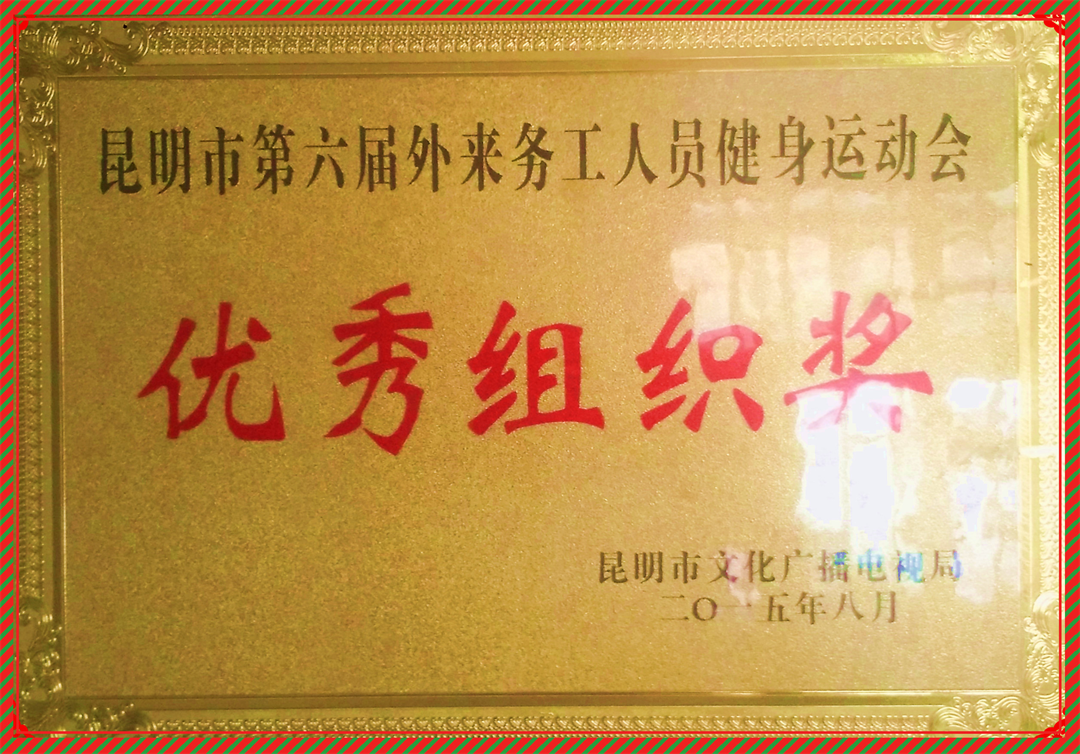 昆明市第六届外来务工人员健身运动会
优秀组织奖
昆明市文化广播电视局
二〇一五年八月